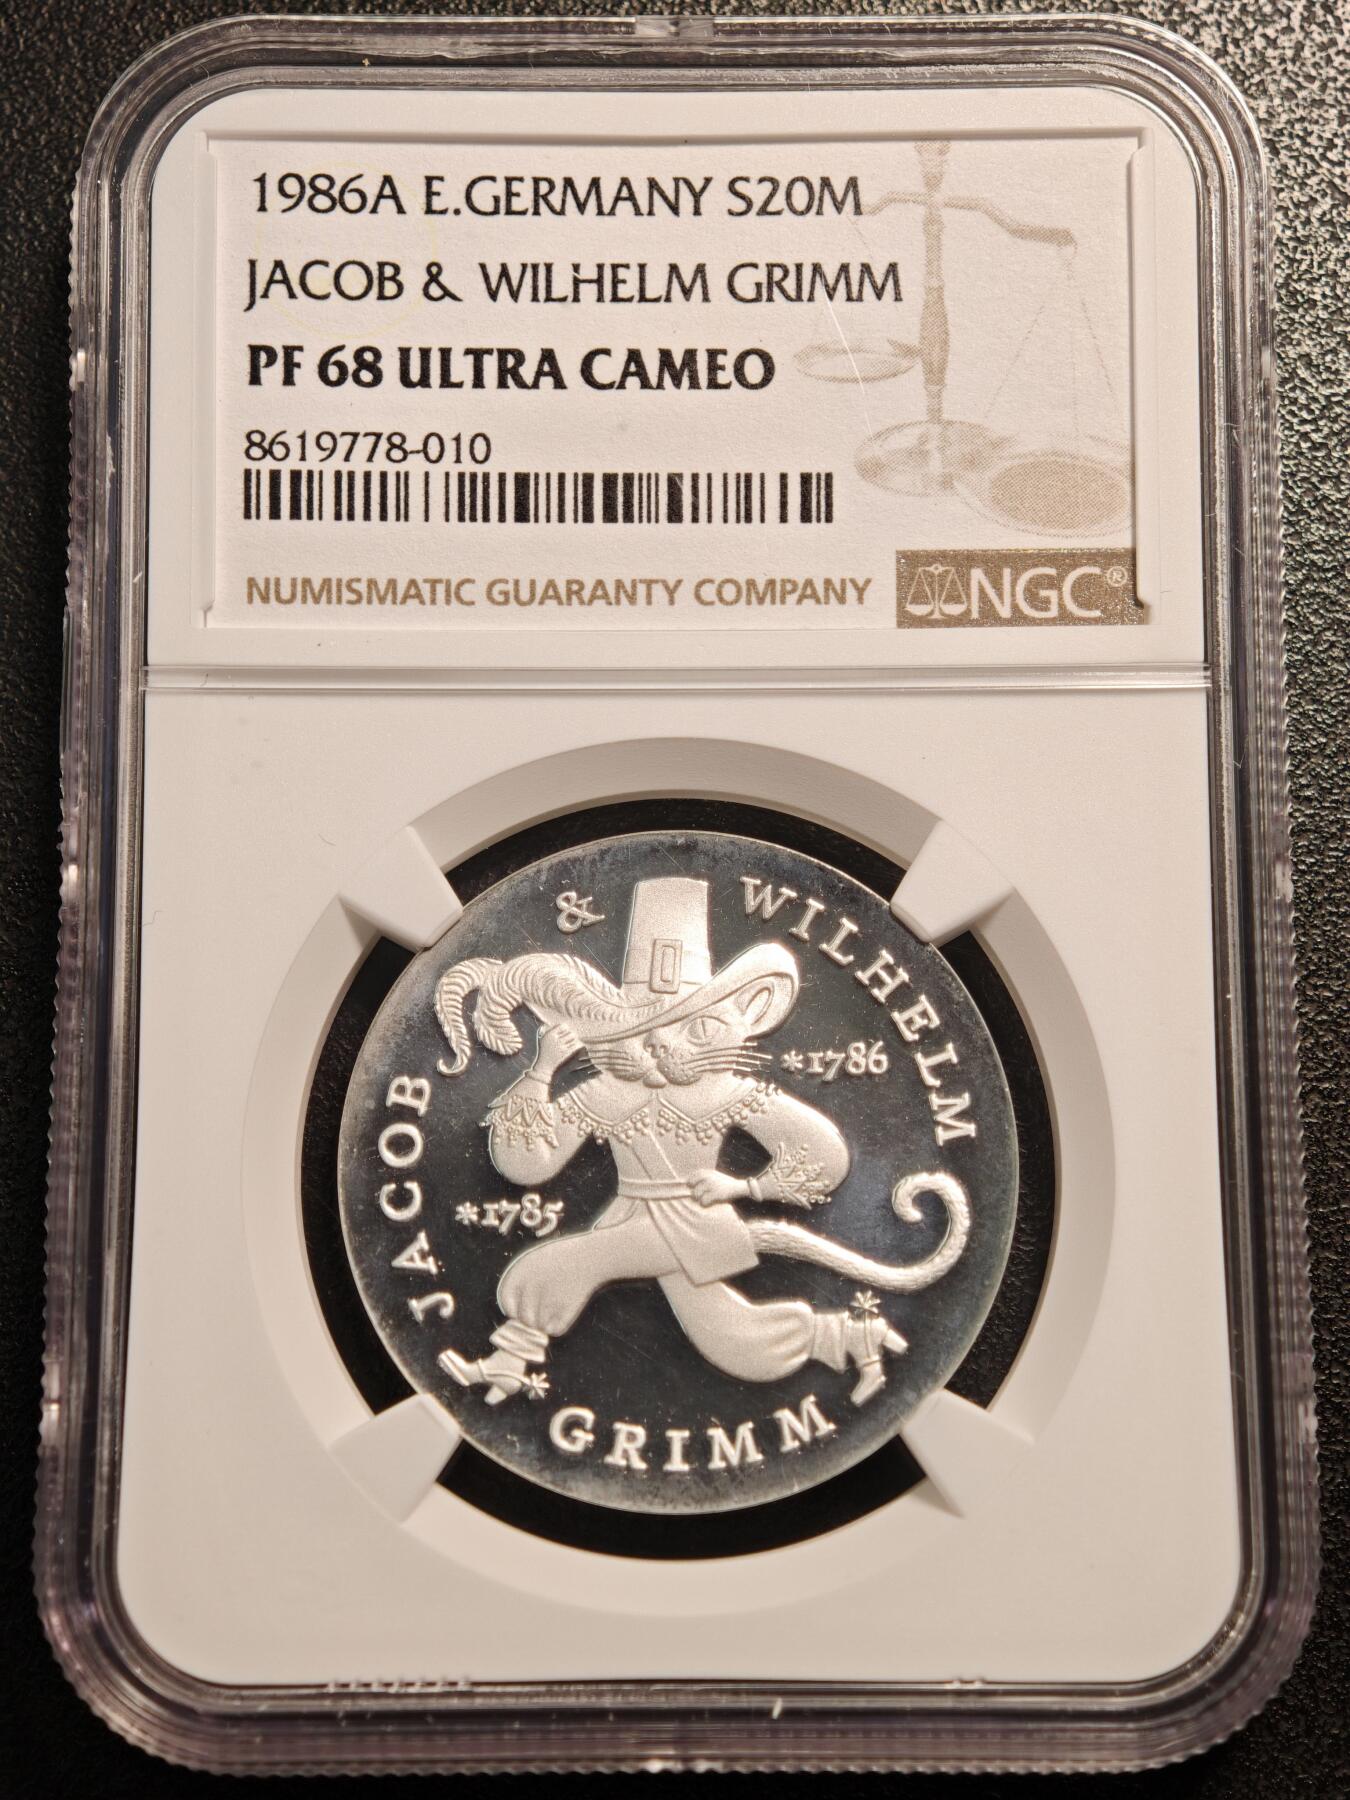 1986A E.GERMANY S20M
JACOB & WILHELM GRIMM
PF 68 ULTRA CAMEO
8619778-010
NUMISMATIC GUARANTY COMPANY
NGC®
JACOB & WILHELM
*1786
*1785
GRIMM